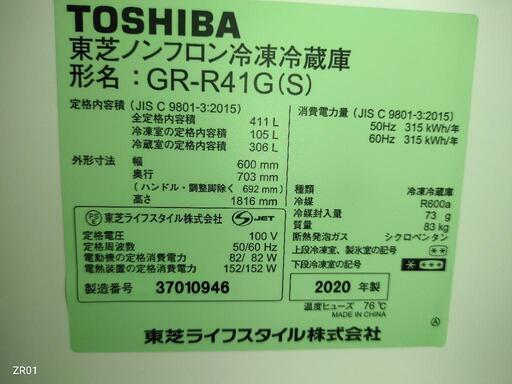 TOSHIBA
東芝ノンフロン冷凍冷蔵庫
形名：GR-R41G(S)
定格内容積 (JIS C 9801-3:2015)
全定格内容積 411 L
冷凍室の定格内容積 105 L
冷蔵室の定格内容積 306 L
外形寸法 幅 600 mm
奥行 703 mm
(ハンドル・調整脚除く 692 mm)
高さ 1816 mm
消費電力量 (JIS C 9801-3:2015)
50Hz 315 kWh/年
60Hz 315 kWh/年
種類 冷凍冷蔵庫
冷媒 R600a
冷媒封入量 73 g
質量 83 kg
断熱発泡ガス シクロペンタン
上段冷凍室、製氷室の記号
下段冷凍室の記号
PSE 東芝ライフスタイル株式会社 S JET
定格電圧 100 V
定格周波数 50/60 Hz
電動機の定格消費電力 82/ 82 W
電熱装置の定格消費電力 152/152 W
製造番号 37010946
2020 年製
温度ヒューズ 76℃
MADE IN CHINA
東芝ライフスタイル株式会社
Ⓐ
ZR01